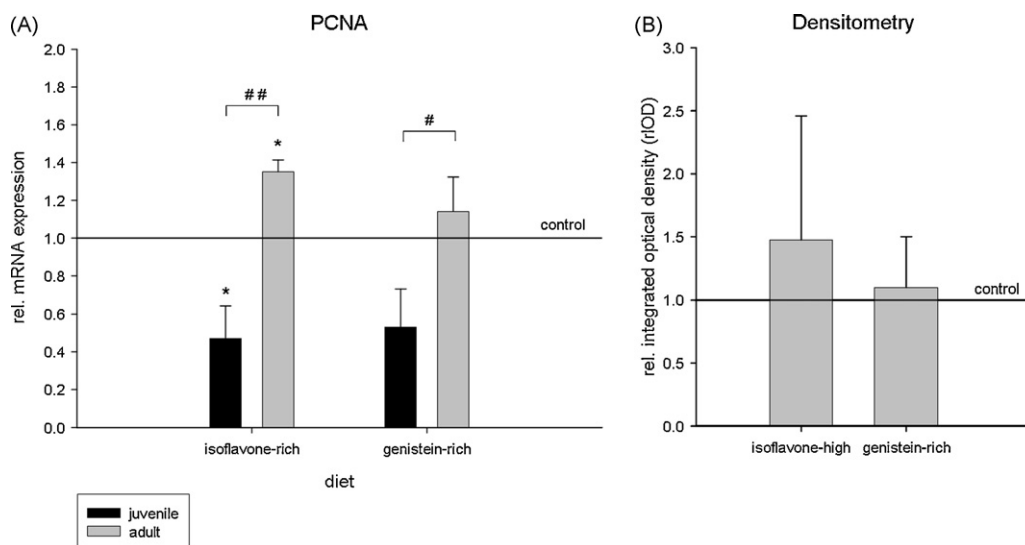 (A)
PCNA
2.0
1.8
1.6
1.4
1.2
1.0
0.8
0.6
0.4
0.2
0.0
rel. mRNA expression
# #
*
#
*
control
isoflavone-rich
genistein-rich
diet
juvenile
adult
(B)
Densitometry
3.0
2.5
2.0
1.5
1.0
0.5
0.0
rel. integrated optical density (rIOD)
control
isoflavone-high
genistein-rich